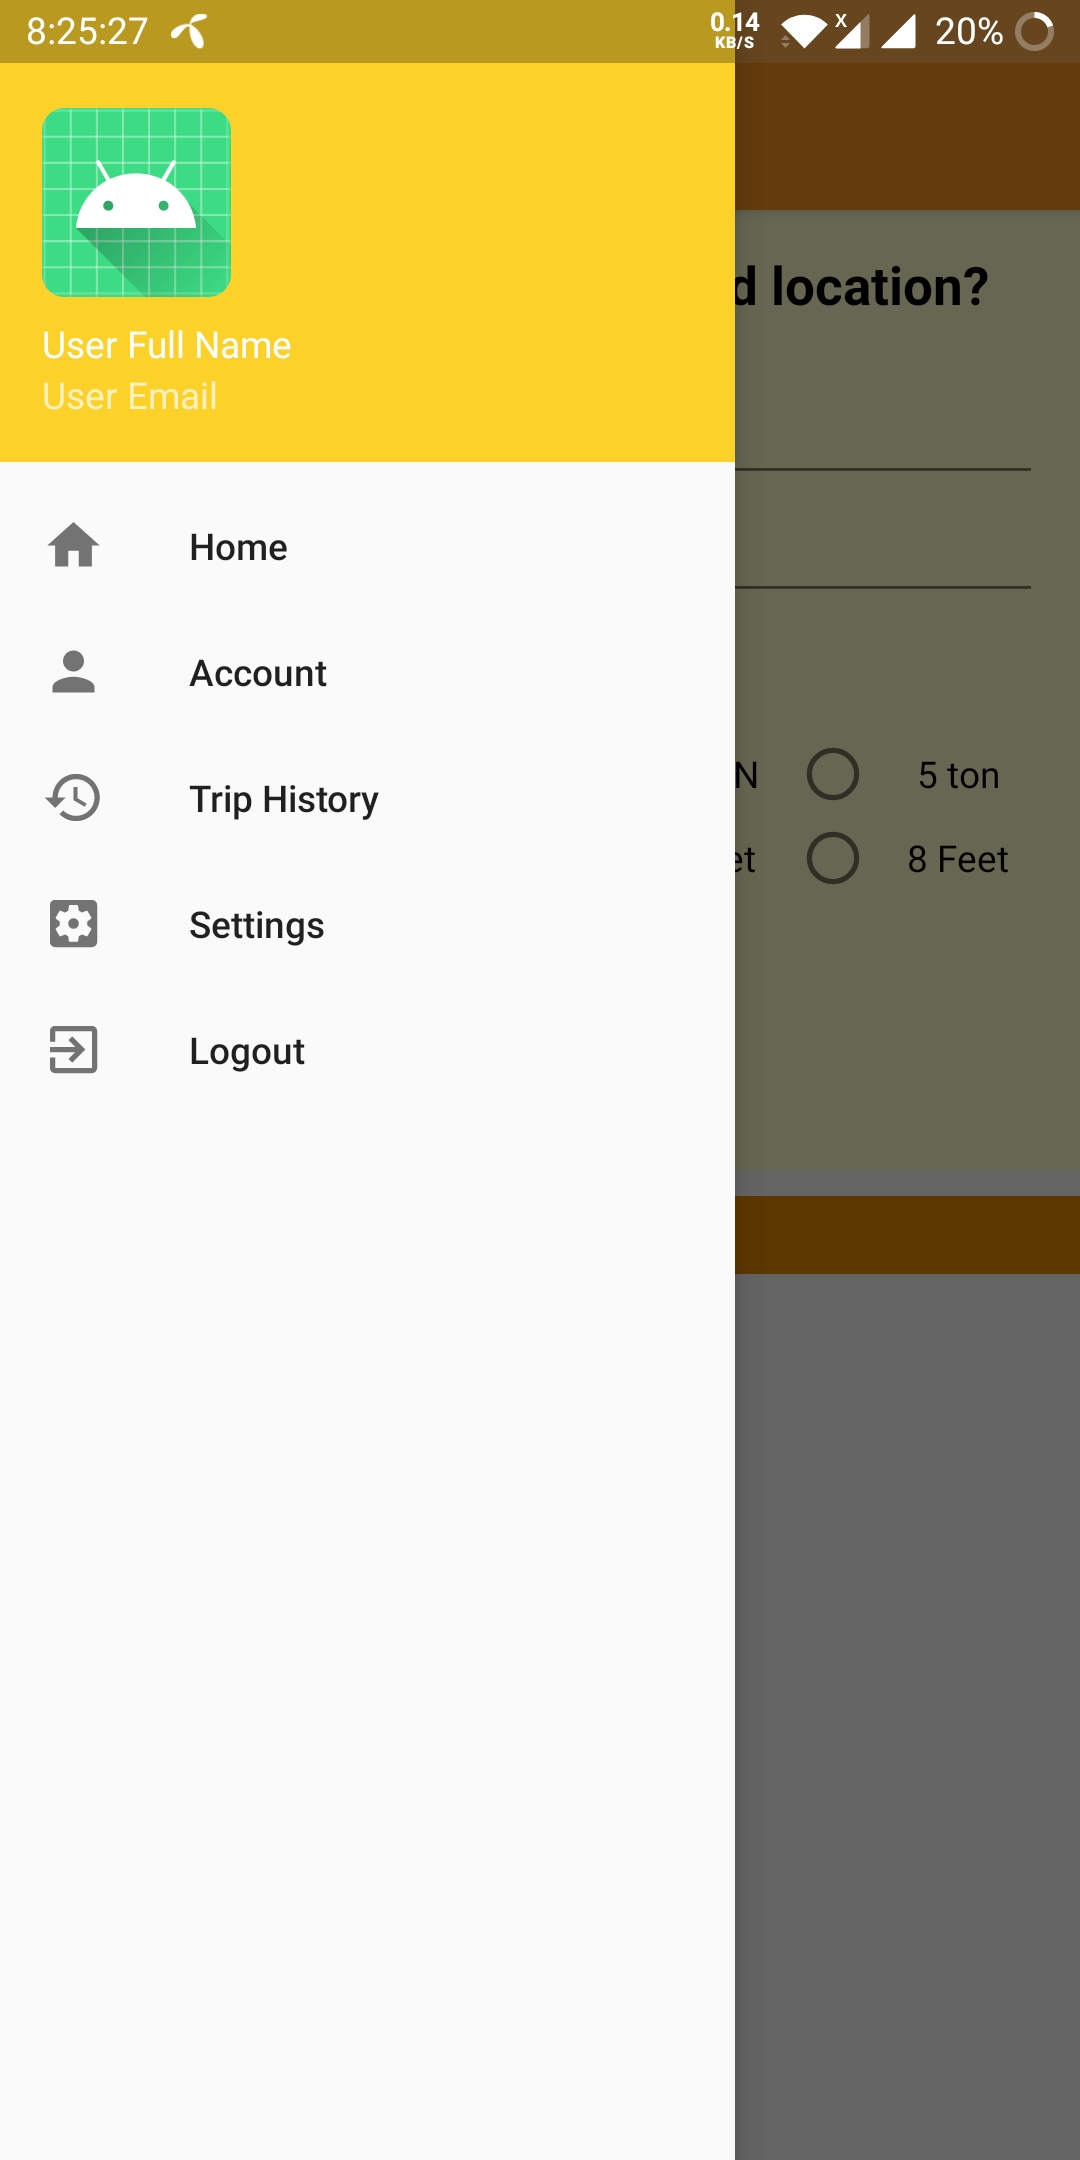 8:25:27 0.14 KB/S X 20%
User Full Name
User Email
d location?
Home
Account
N 5 ton
Trip History
et 8 Feet
Settings
Logout